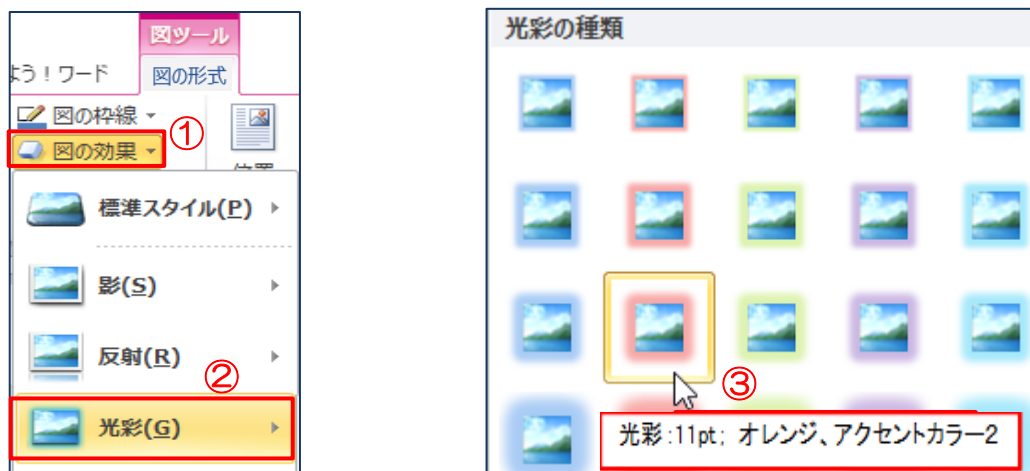 図ツール
よう！ワード 図の形式
図の枠線
①
図の効果
標準スタイル(P)
影(S)
反射(R)
②
光彩(G)
光彩の種類
③
光彩:11pt; オレンジ、アクセントカラー2